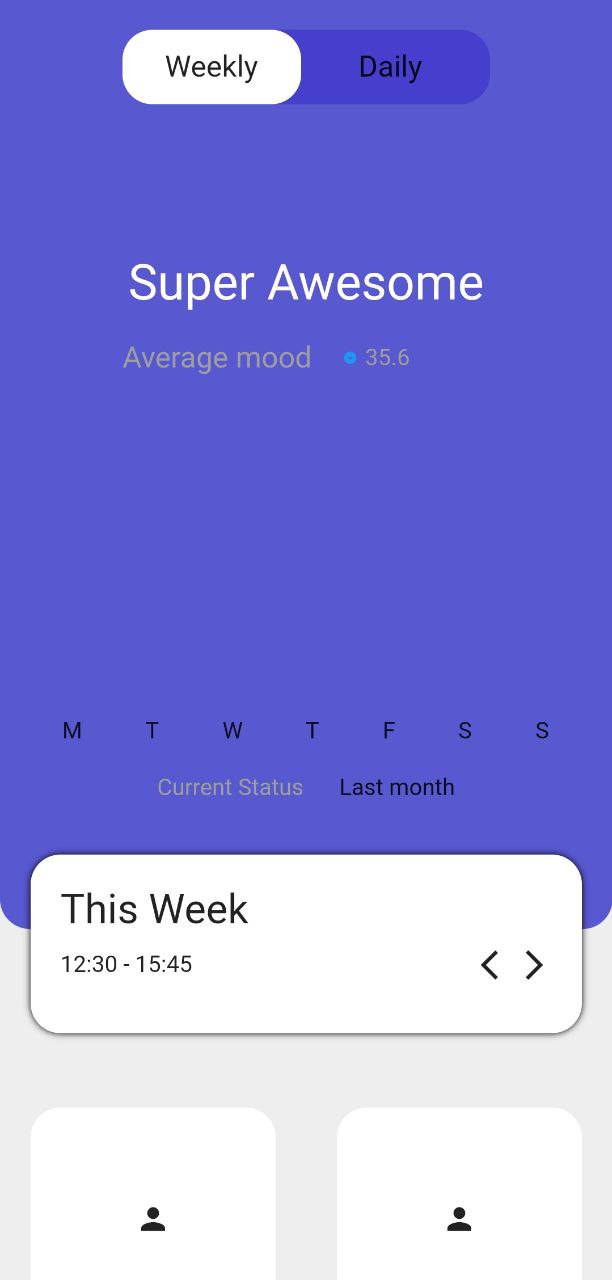 Weekly Daily
Super Awesome
Average mood 35.6
M T W T F S S
Current Status Last month
This Week
12:30 - 15:45